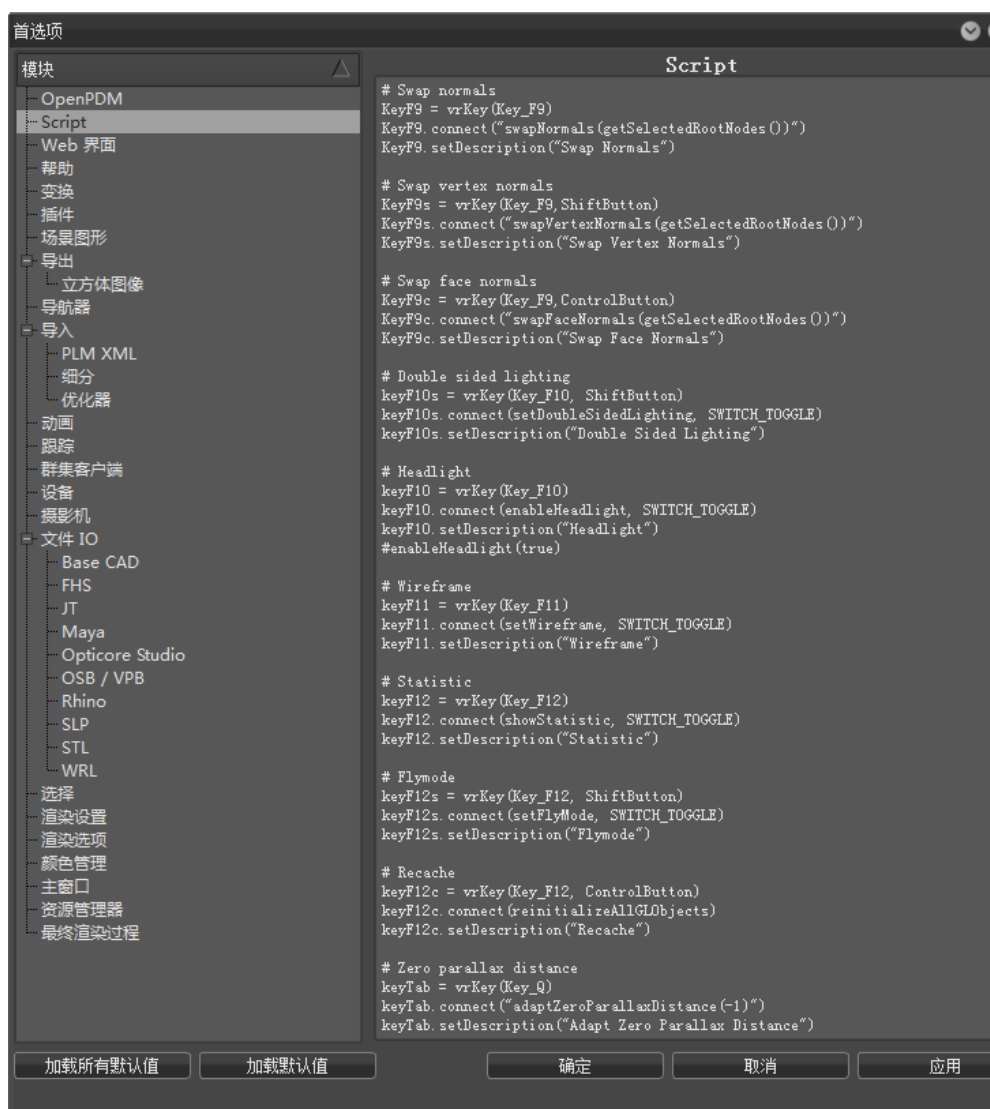 首选项
模块
OpenPDM
Script
Web 界面
帮助
变换
插件
场景图形
导出
立方体图像
导航器
导入
PLM XML
细分
优化器
动画
跟踪
群集客户端
设备
摄影机
文件 IO
Base CAD
FHS
JT
Maya
Opticore Studio
OSB / VPB
Rhino
SLP
STL
WRL
选择
渲染设置
渲染选项
颜色管理
主窗口
资源管理器
最终渲染过程
Script
# Swap normals
KeyF9 = vrKey(Key_F9)
KeyF9.connect("swapNormals(getSelectedRootNodes())")
KeyF9.setDescription("Swap Normals")
# Swap vertex normals
KeyF9s = vrKey(Key_F9,ShiftButton)
KeyF9s.connect("swapVertexNormals(getSelectedRootNodes())")
KeyF9s.setDescription("Swap Vertex Normals")
# Swap face normals
KeyF9c = vrKey(Key_F9,ControlButton)
KeyF9c.connect("swapFaceNormals(getSelectedRootNodes())")
KeyF9c.setDescription("Swap Face Normals")
# Double sided lighting
keyF10s = vrKey(Key_F10, ShiftButton)
keyF10s.connect(setDoubleSidedLighting, SWITCH_TOGGLE)
keyF10s.setDescription("Double Sided Lighting")
# Headlight
keyF10 = vrKey(Key_F10)
keyF10.connect(enableHeadlight, SWITCH_TOGGLE)
keyF10.setDescription("Headlight")
#enableHeadlight(true)
# Wireframe
keyF11 = vrKey(Key_F11)
keyF11.connect(setWireframe, SWITCH_TOGGLE)
keyF11.setDescription("Wireframe")
# Statistic
keyF12 = vrKey(Key_F12)
keyF12.connect(showStatistic, SWITCH_TOGGLE)
keyF12.setDescription("Statistic")
# Flymode
keyF12s = vrKey(Key_F12, ShiftButton)
keyF12s.connect(setFlyMode, SWITCH_TOGGLE)
keyF12s.setDescription("Flymode")
# Recache
keyF12c = vrKey(Key_F12, ControlButton)
keyF12c.connect(reinitializeAllGLObjects)
keyF12c.setDescription("Recache")
# Zero parallax distance
keyTab = vrKey(Key_Q)
keyTab.connect("adaptZeroParallaxDistance(-1)")
keyTab.setDescription("Adapt Zero Parallax Distance")
加载所有默认值
加载默认值
确定
取消
应用